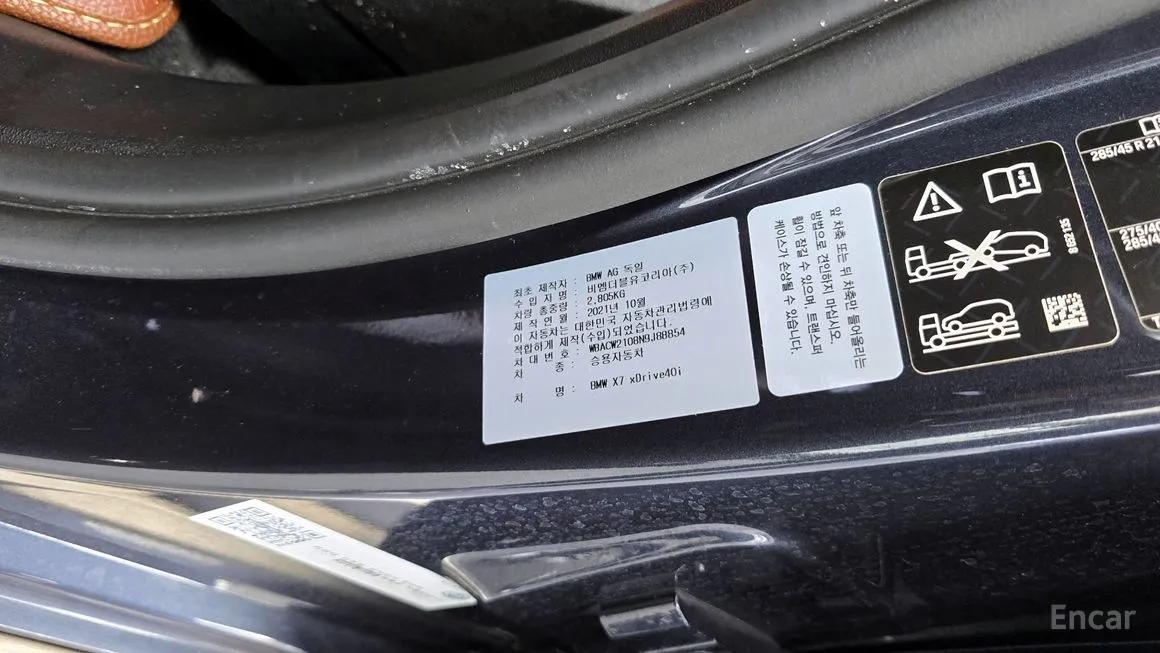 최초 제작자 : BMW AG 독일
수 입 자 명 : 비엠더블유코리아(주)
차량 총중량 : 2,805KG
제 작 연 월 : 2021년 10월
이 자동차는 대한민국 자동차관리법령에
적합하게 제작(수입)되었습니다.
차 대 번 호 : WBACW2108N9J88854
차 종 : 승용자동차
차 명 : BMW X7 xDrive40i
앞 차축 또는 뒤 차축만 들어올리는
방법으로 견인하지 마십시오.
휠이 잠길 수 있으며 트랜스퍼
케이스가 손상될 수 있습니다.
285/45 R 21
275/40
285/4
Encar